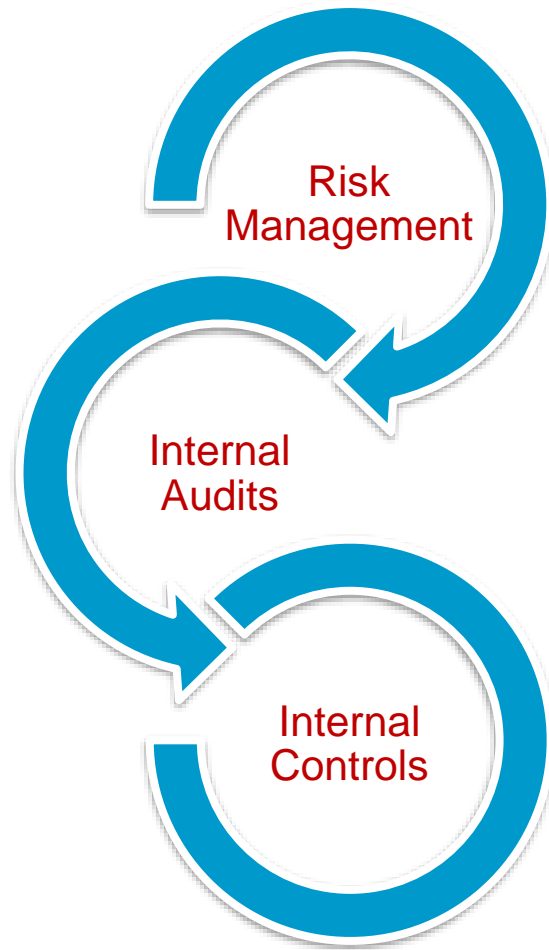 Risk
Management
Internal
Audits
Internal
Controls